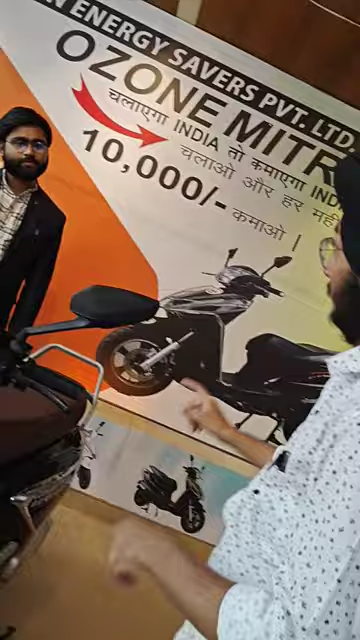 N ENERGY SAVERS PVT. LTD.
OZONE MITR
चलाएगा INDIA तो कमाएगा IND
चलाओ और हर मही
10,000/- कमाओ ।